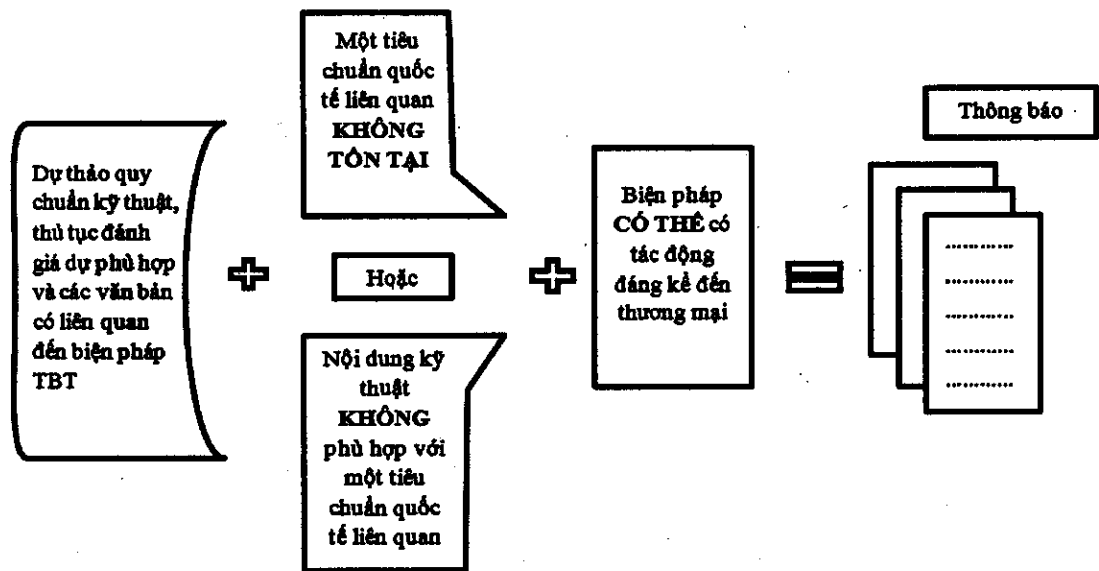 Dự thảo quy
chuẩn kỹ thuật,
thủ tục đánh
giá dự phù hợp
và các văn bản
có liên quan
đến biện pháp
TBT
Một tiêu
chuẩn quốc
tế liên quan
KHÔNG
TỒN TẠI
Hoặc
Nội dung kỹ
thuật
KHÔNG
phù hợp với
một tiêu
chuẩn quốc
tế liên quan
Biện pháp
CÓ THỂ có
tác động
đáng kể đến
thương mại
Thông báo